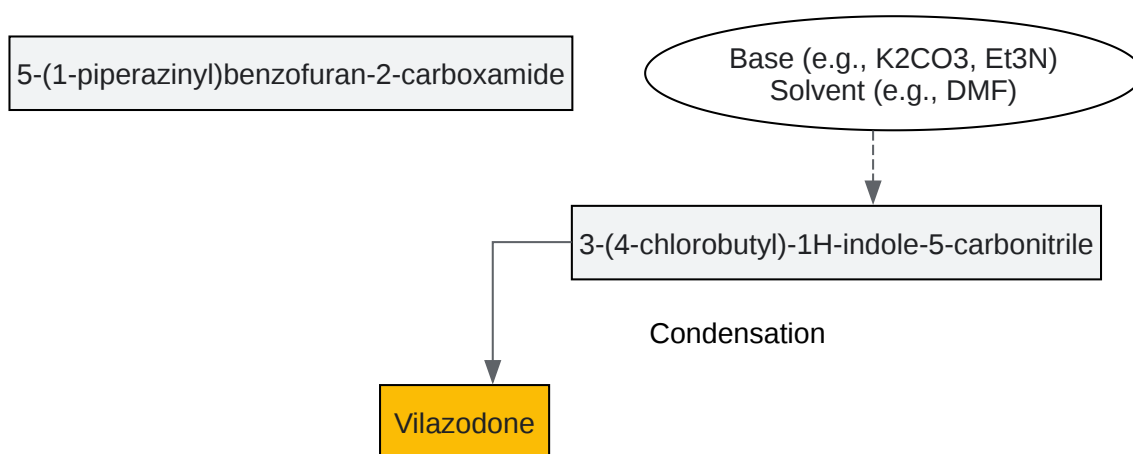 5-(1-piperazinyl)benzofuran-2-carboxamide
Base (e.g., K2CO3, Et3N)
Solvent (e.g., DMF)
3-(4-chlorobutyl)-1H-indole-5-carbonitrile
Condensation
Vilazodone